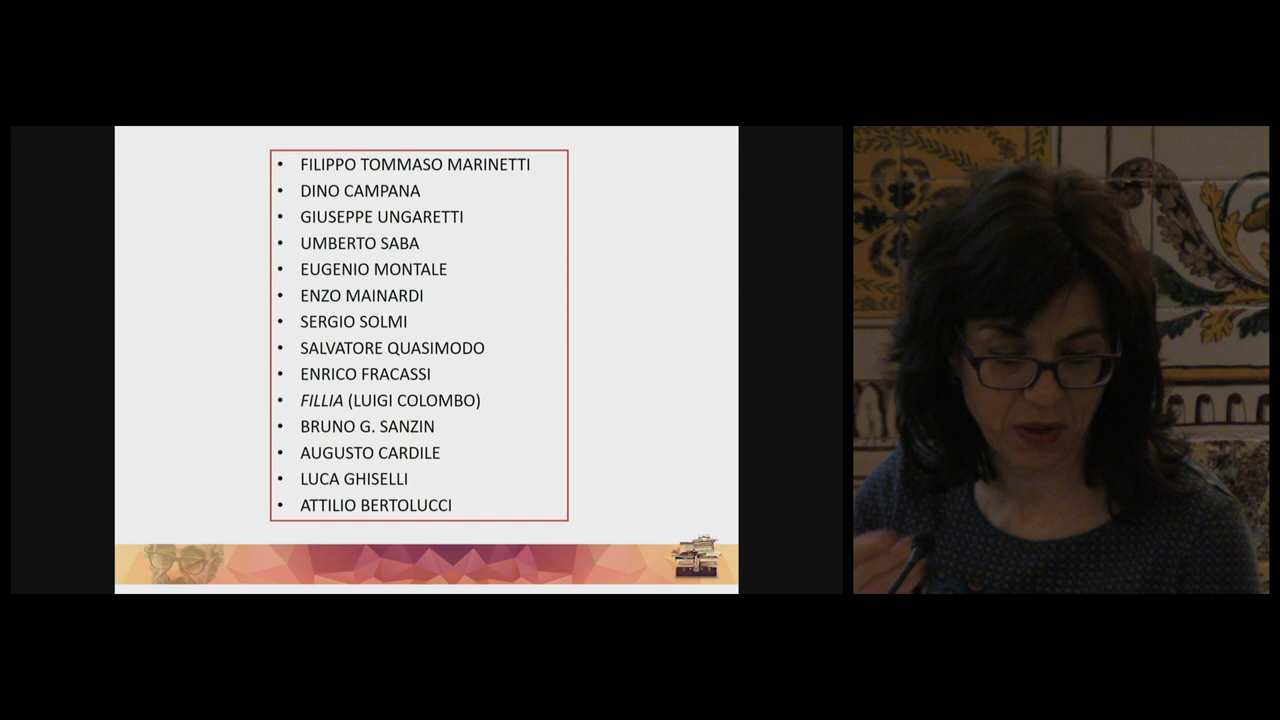 • FILIPPO TOMMASO MARINETTI
• DINO CAMPANA
• GIUSEPPE UNGARETTI
• UMBERTO SABA
• EUGENIO MONTALE
• ENZO MAINARDI
• SERGIO SOLMI
• SALVATORE QUASIMODO
• ENRICO FRACASSI
• FILLIA (LUIGI COLOMBO)
• BRUNO G. SANZIN
• AUGUSTO CARDILE
• LUCA GHISELLI
• ATTILIO BERTOLUCCI